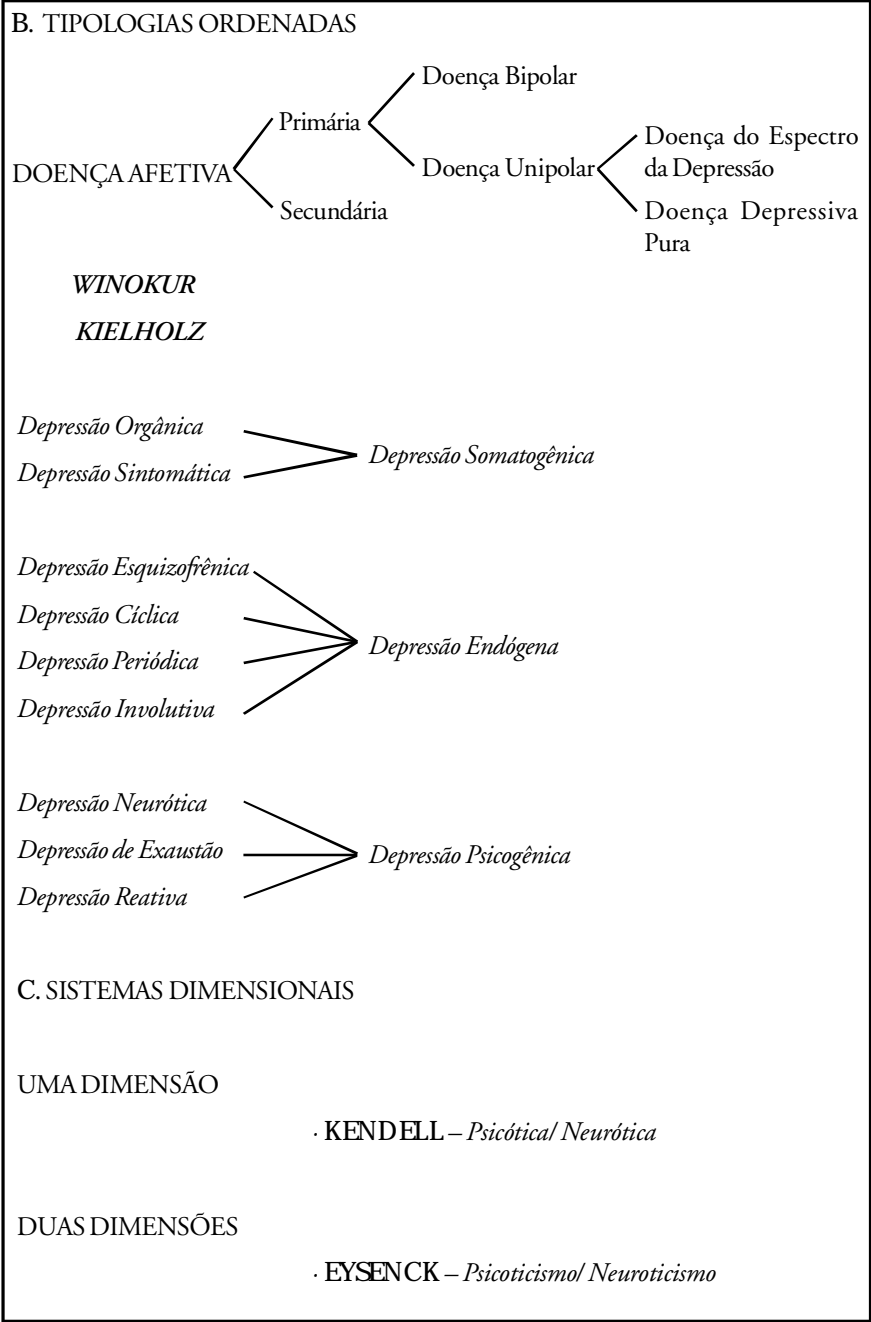 B. TIPOLOGIAS ORDENADAS
Doença Bipolar
Primária
Doença do Espectro
da Depressão
DOENÇA AFETIVA
Doença Unipolar
Secundária
Doença Depressiva
Pura
WINOKUR
KIELHOLZ
Depressão Orgânica
Depressão Somatogênica
Depressão Sintomática
Depressão Esquizofrênica
Depressão Cíclica
Depressão Endógena
Depressão Periódica
Depressão Involutiva
Depressão Neurótica
Depressão de Exaustão
Depressão Psicogênica
Depressão Reativa
C. SISTEMAS DIMENSIONAIS
UMA DIMENSÃO
· KENDELL – Psicótica/ Neurótica
DUAS DIMENSÕES
· EYSENCK – Psicoticismo/ Neuroticismo